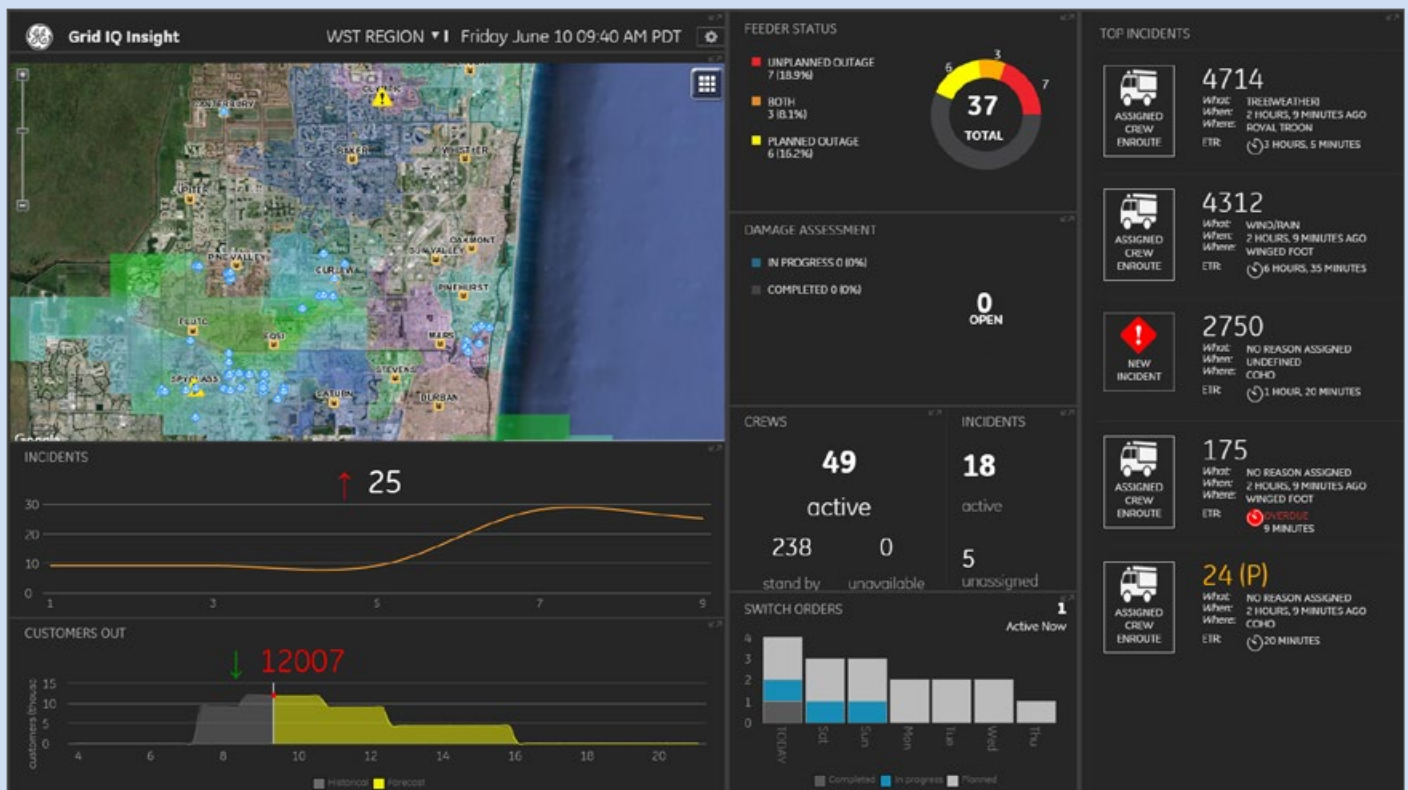 Grid IQ Insight
WST REGION
Friday June 10 09:40 AM PDT
CANTERBURY
OLYMPIC
BAKER
WHISTLER
JUPITER
OAKMONT
SUN VALLEY
PINE VALLEY
CURLEW
PINEHURST
PLUTO
MARS
SPYGLASS
STEVENS
SATURN
DURBAN
Google
INCIDENTS
25
30
20
10
0
1 3 5 7 9
CUSTOMERS OUT
12007
15
10
5
0
4 6 8 10 12 14 16 18 20
Historical Forecast
FEEDER STATUS
UNPLANNED OUTAGE
7 (18.9%)
BOTH
3 (8.1%)
PLANNED OUTAGE
6 (16.2%)
6
3
7
37
TOTAL
DAMAGE ASSESSMENT
IN PROGRESS 0 (0%)
COMPLETED 0 (0%)
0
OPEN
CREWS
49
active
238
stand by
0
unavailable
INCIDENTS
18
active
5
unassigned
SWITCH ORDERS
1
Active Now
4
3
2
1
0
TODAY Sat Sun Mon Tue Wed Thu
Completed In progress Planned
TOP INCIDENTS
ASSIGNED
CREW
ENROUTE
4714
What: TREE(WEATHER)
When: 2 HOURS, 9 MINUTES AGO
Where: ROYAL TROON
ETR: 3 HOURS, 5 MINUTES
ASSIGNED
CREW
ENROUTE
4312
What: WIND/RAIN
When: 2 HOURS, 9 MINUTES AGO
Where: WINGED FOOT
ETR: 6 HOURS, 35 MINUTES
NEW
INCIDENT
2750
What: NO REASON ASSIGNED
When: UNDEFINED
Where: COHO
ETR: 1 HOUR, 20 MINUTES
ASSIGNED
CREW
ENROUTE
175
What: NO REASON ASSIGNED
When: 2 HOURS, 9 MINUTES AGO
Where: WINGED FOOT
ETR: OVERDUE
9 MINUTES
ASSIGNED
CREW
ENROUTE
24 (P)
What: NO REASON ASSIGNED
When: 2 HOURS, 9 MINUTES AGO
Where: COHO
ETR: 20 MINUTES